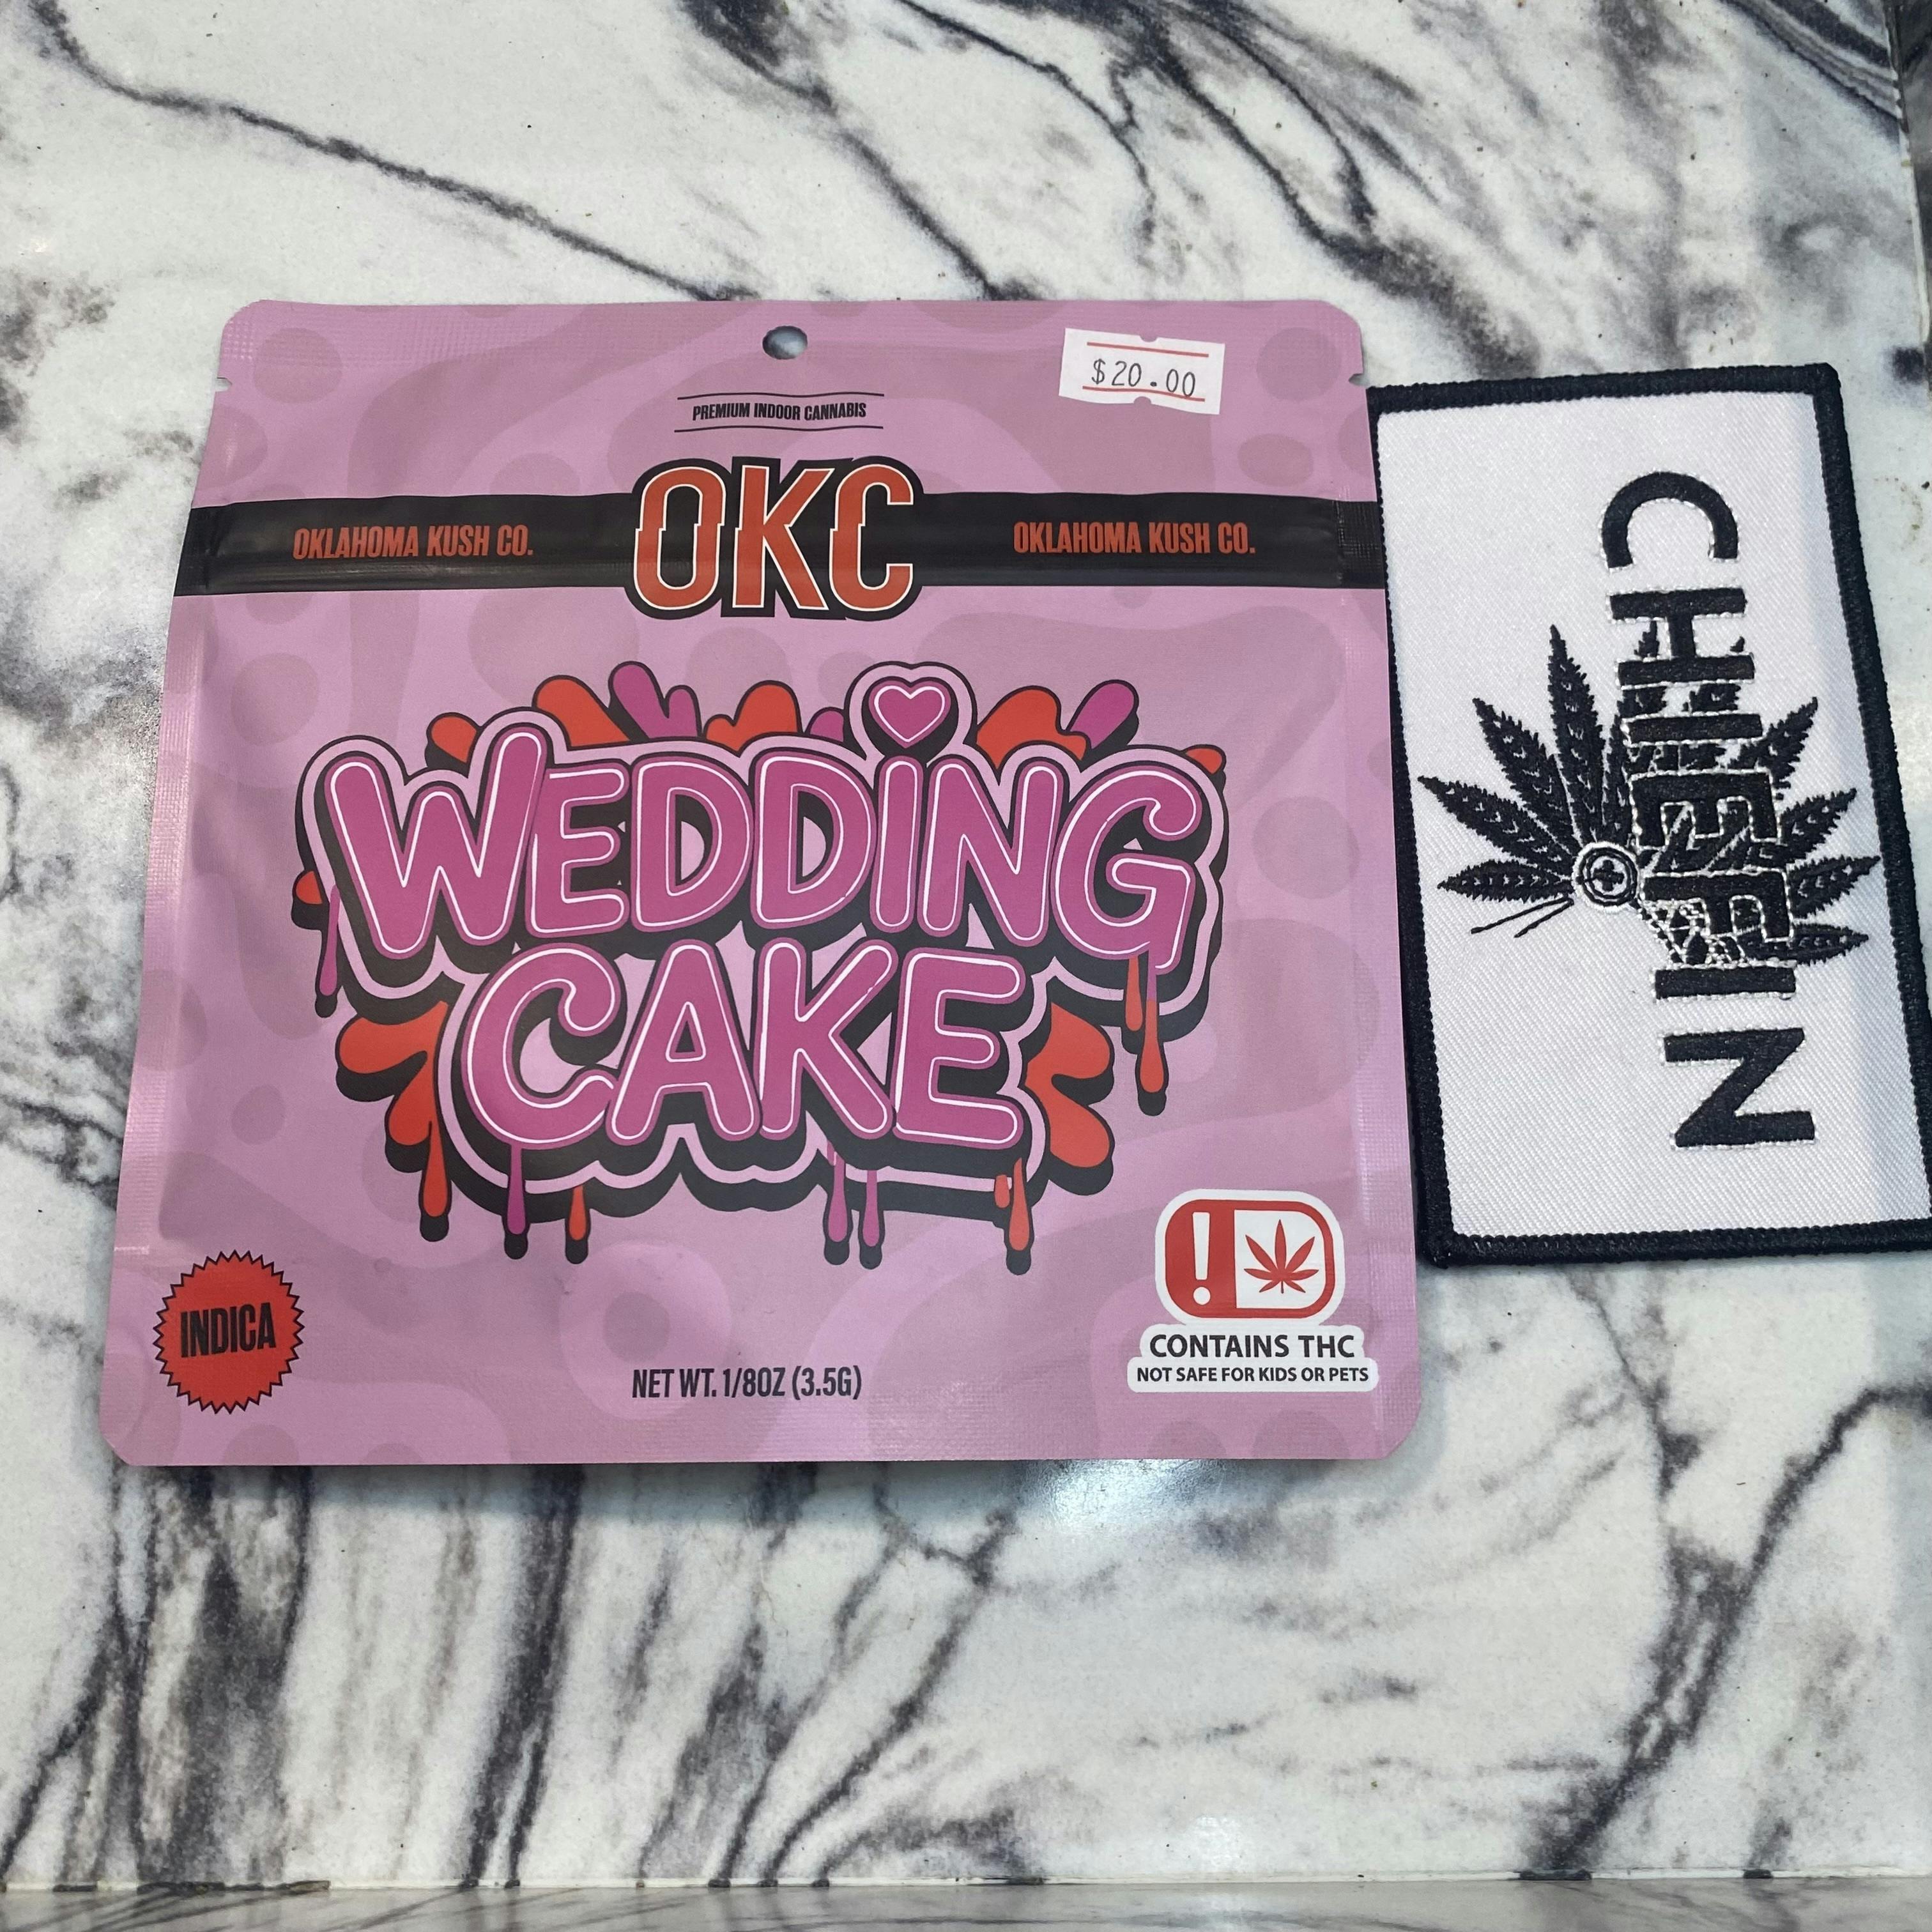 $20.00
PREMIUM INDOOR CANNABIS
OKLAHOMA KUSH CO.
OKC
OKLAHOMA KUSH CO.
WEDDING
CAKE
INDICA
NET WT. 1/8OZ (3.5G)
CONTAINS THC
NOT SAFE FOR KIDS OR PETS
CHIEFIN